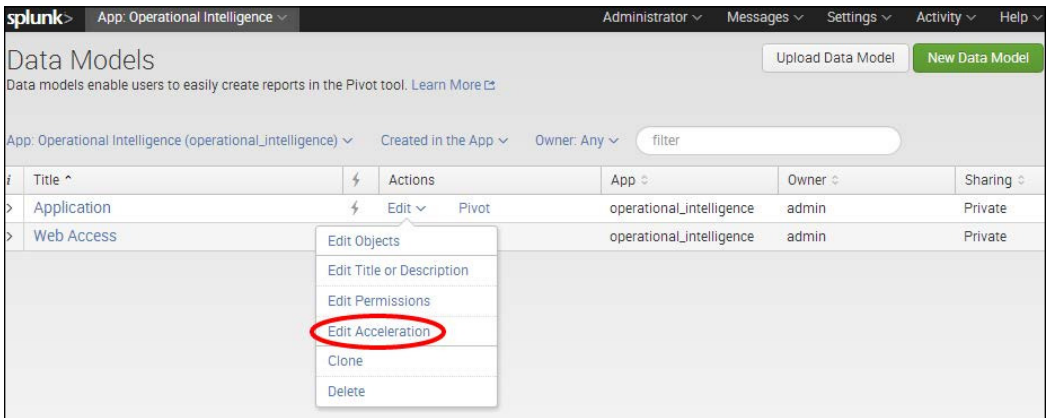 splunk> App: Operational Intelligence Administrator Messages Settings Activity Help
Data Models Upload Data Model New Data Model
Data models enable users to easily create reports in the Pivot tool. Learn More
App: Operational Intelligence (operational_intelligence) Created in the App Owner: Any filter
i Title Actions App Owner Sharing
> Application Edit Pivot operational_intelligence admin Private
> Web Access operational_intelligence admin Private
Edit Objects
Edit Title or Description
Edit Permissions
Edit Acceleration
Clone
Delete